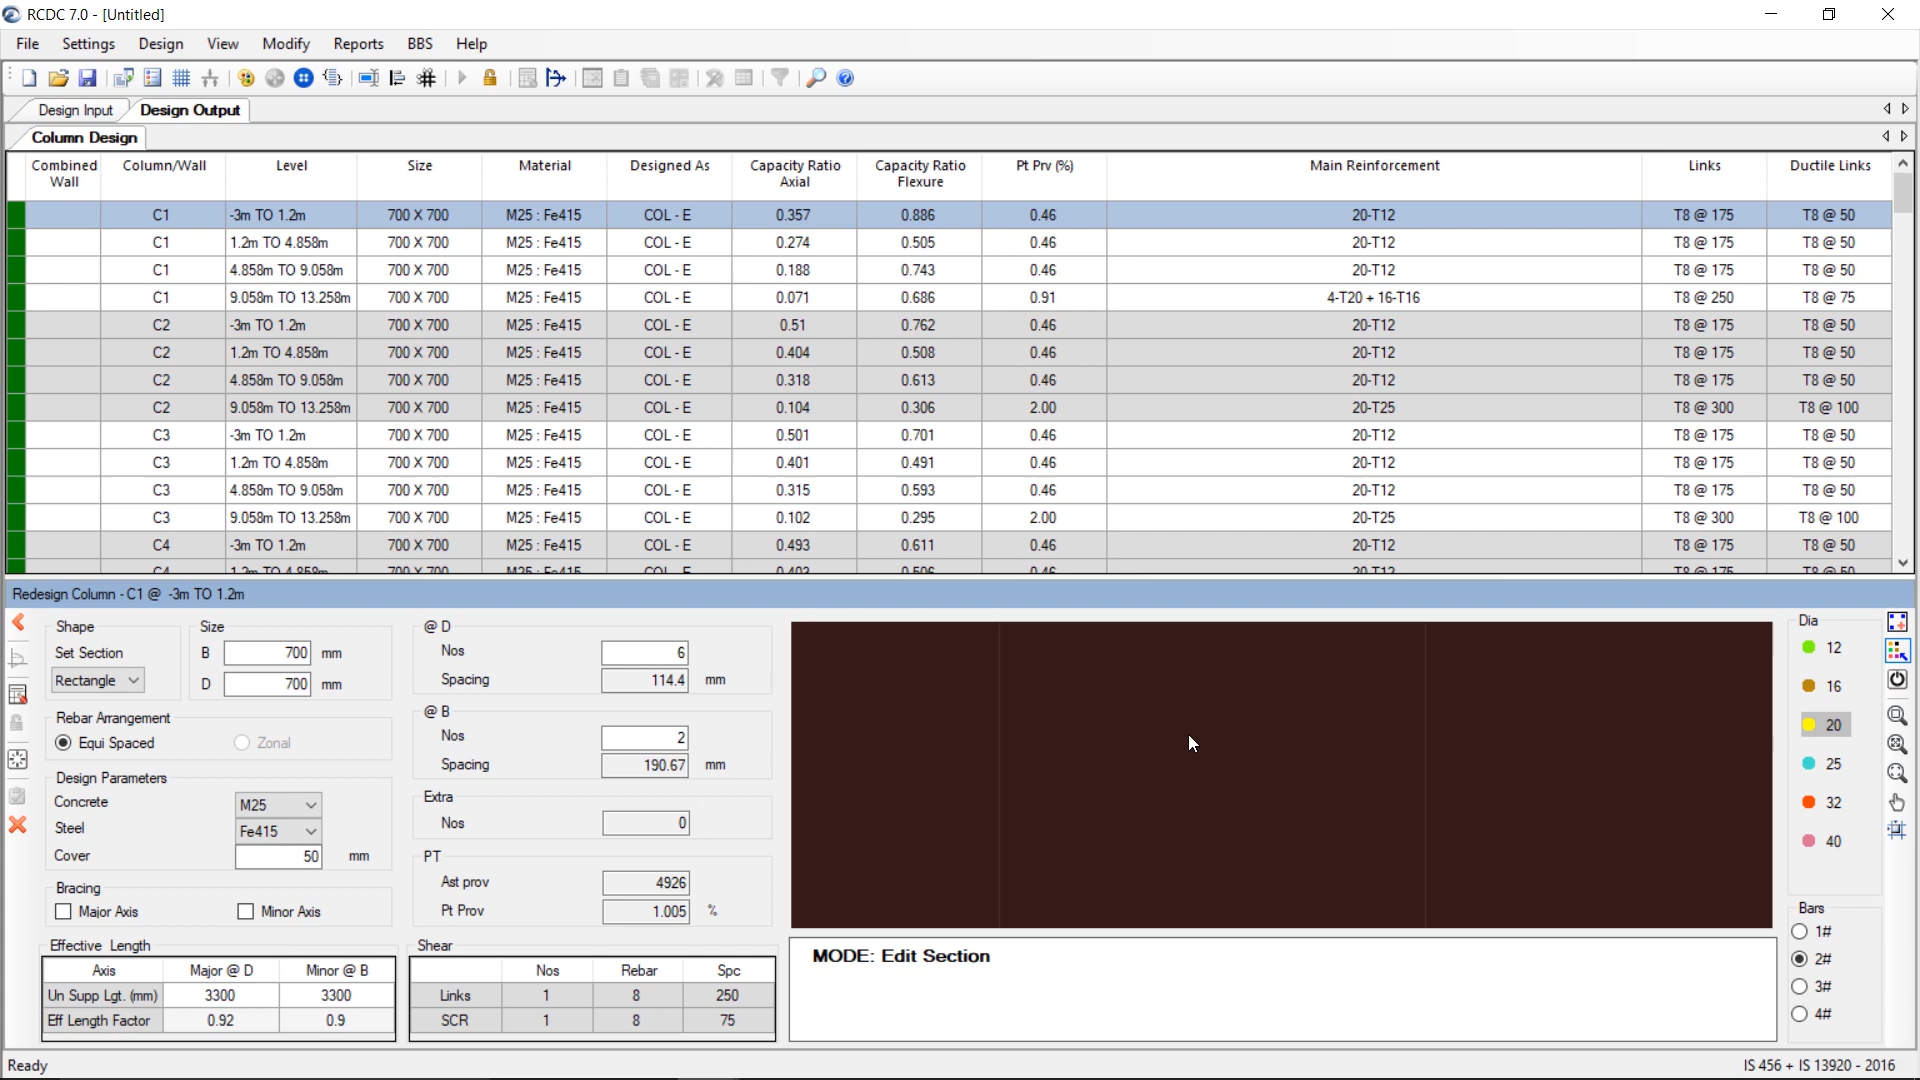 RCDC 7.0 - [Untitled]
File Settings Design View Modify Reports BBS Help
Design Input Design Output
Column Design
Combined Wall Column/Wall Level Size Material Designed As Capacity Ratio Axial Capacity Ratio Flexure Pt Prv (%) Main Reinforcement Links Ductile Links
C1 -3m TO 1.2m 700 X 700 M25 : Fe415 COL - E 0.357 0.886 0.46 20-T12 T8 @ 175 T8 @ 50
C1 1.2m TO 4.858m 700 X 700 M25 : Fe415 COL - E 0.274 0.505 0.46 20-T12 T8 @ 175 T8 @ 50
C1 4.858m TO 9.058m 700 X 700 M25 : Fe415 COL - E 0.188 0.743 0.46 20-T12 T8 @ 175 T8 @ 50
C1 9.058m TO 13.258m 700 X 700 M25 : Fe415 COL - E 0.071 0.686 0.91 4-T20 + 16-T16 T8 @ 250 T8 @ 75
C2 -3m TO 1.2m 700 X 700 M25 : Fe415 COL - E 0.51 0.762 0.46 20-T12 T8 @ 175 T8 @ 50
C2 1.2m TO 4.858m 700 X 700 M25 : Fe415 COL - E 0.404 0.508 0.46 20-T12 T8 @ 175 T8 @ 50
C2 4.858m TO 9.058m 700 X 700 M25 : Fe415 COL - E 0.318 0.613 0.46 20-T12 T8 @ 175 T8 @ 50
C2 9.058m TO 13.258m 700 X 700 M25 : Fe415 COL - E 0.104 0.306 2.00 20-T25 T8 @ 300 T8 @ 100
C3 -3m TO 1.2m 700 X 700 M25 : Fe415 COL - E 0.501 0.701 0.46 20-T12 T8 @ 175 T8 @ 50
C3 1.2m TO 4.858m 700 X 700 M25 : Fe415 COL - E 0.401 0.491 0.46 20-T12 T8 @ 175 T8 @ 50
C3 4.858m TO 9.058m 700 X 700 M25 : Fe415 COL - E 0.315 0.593 0.46 20-T12 T8 @ 175 T8 @ 50
C3 9.058m TO 13.258m 700 X 700 M25 : Fe415 COL - E 0.102 0.295 2.00 20-T25 T8 @ 300 T8 @ 100
C4 -3m TO 1.2m 700 X 700 M25 : Fe415 COL - E 0.493 0.611 0.46 20-T12 T8 @ 175 T8 @ 50
C4 1.2m TO 4.858m 700 X 700 M25 : Fe415 COL - E 0.403 0.506 0.46 20-T12 T8 @ 175 T8 @ 50
Redesign Column - C1 @ -3m TO 1.2m
Shape
Set Section
Rectangle
Size
B 700 mm
D 700 mm
Rebar Arrangement
Equi Spaced Zonal
Design Parameters
Concrete M25
Steel Fe415
Cover 50 mm
Bracing
Major Axis Minor Axis
Effective Length
Axis Major @ D Minor @ B
Un Supp Lgt. (mm) 3300 3300
Eff Length Factor 0.92 0.9
@ D
Nos 6
Spacing 114.4 mm
@ B
Nos 2
Spacing 190.67 mm
Extra
Nos 0
PT
Ast prov 4926
Pt Prov 1.005 %
Shear
Nos Rebar Spc
Links 1 8 250
SCR 1 8 75
MODE: Edit Section
Dia
12
16
20
25
32
40
Bars
1#
2#
3#
4#
Ready
IS 456 + IS 13920 - 2016